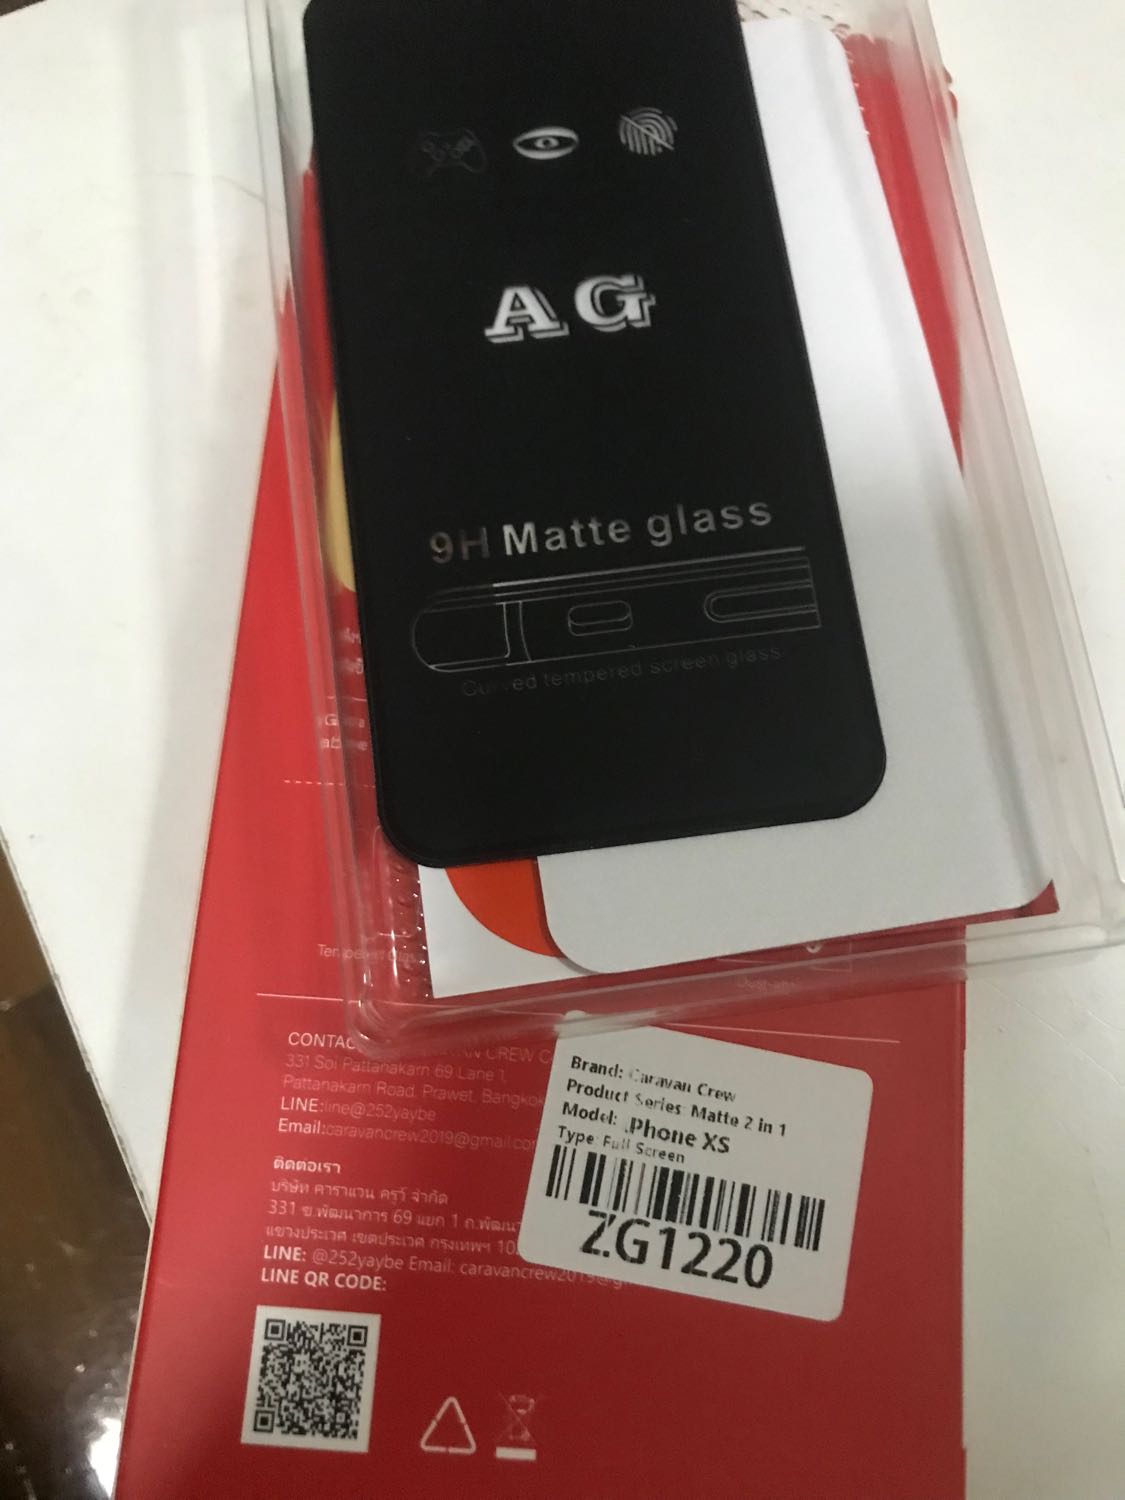 AG
9H Matte glass
Curved tempered screen glass
CONTAC
331 Soi Pattanakarn 69 Lane 1,
Pattanakarn Road, Prawet, Bangkok
LINE:line@252yaybe
Email:caravancrew2019@gmail.co
ติดต่อเรา
บริษัท คาราแวน ครูว์ จำกัด
331 ซ.พัฒนาการ 69 แยก 1 ถ.พัฒนา
แขวงประเวศ เขตประเวศ กรุงเทพฯ 10
LINE: @252yaybe Email: caravancrew2019@g
LINE QR CODE:
Brand: Caravan Crew
Product Series: Matte 2 in 1
Model: iPhone XS
Type: Full Screen
ZG1220